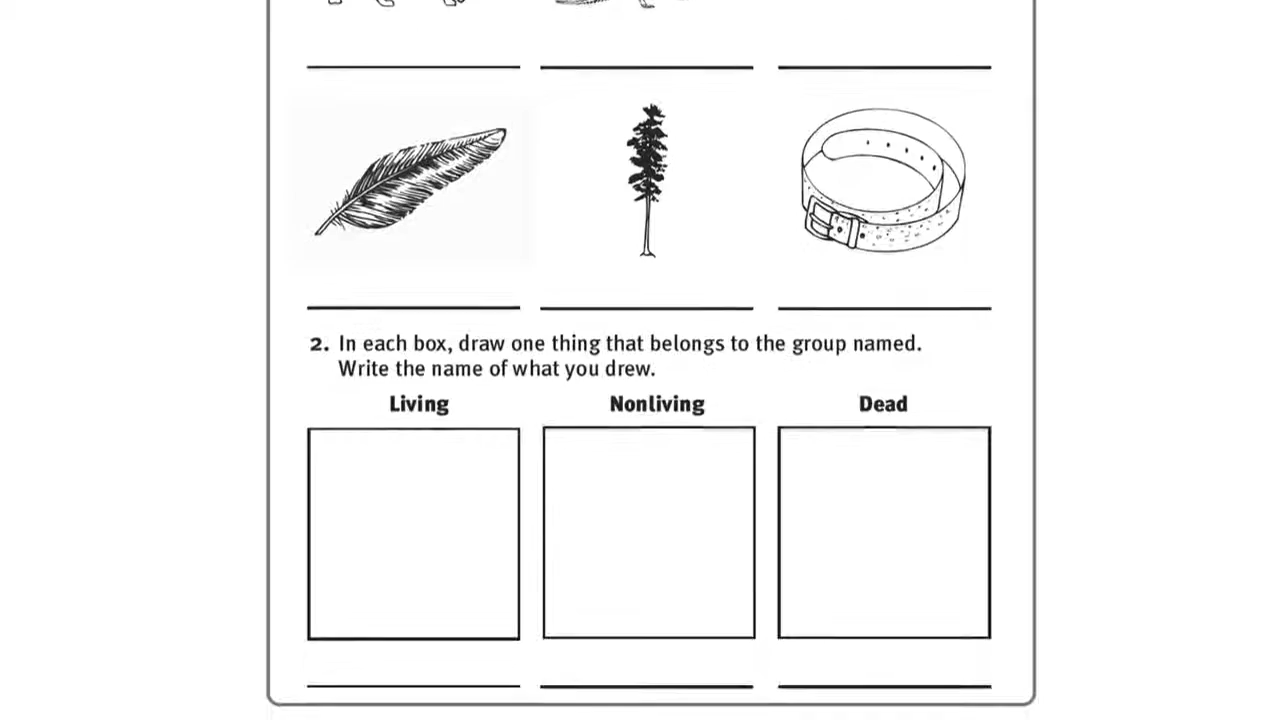 2. In each box, draw one thing that belongs to the group named.
Write the name of what you drew.
Living Nonliving Dead